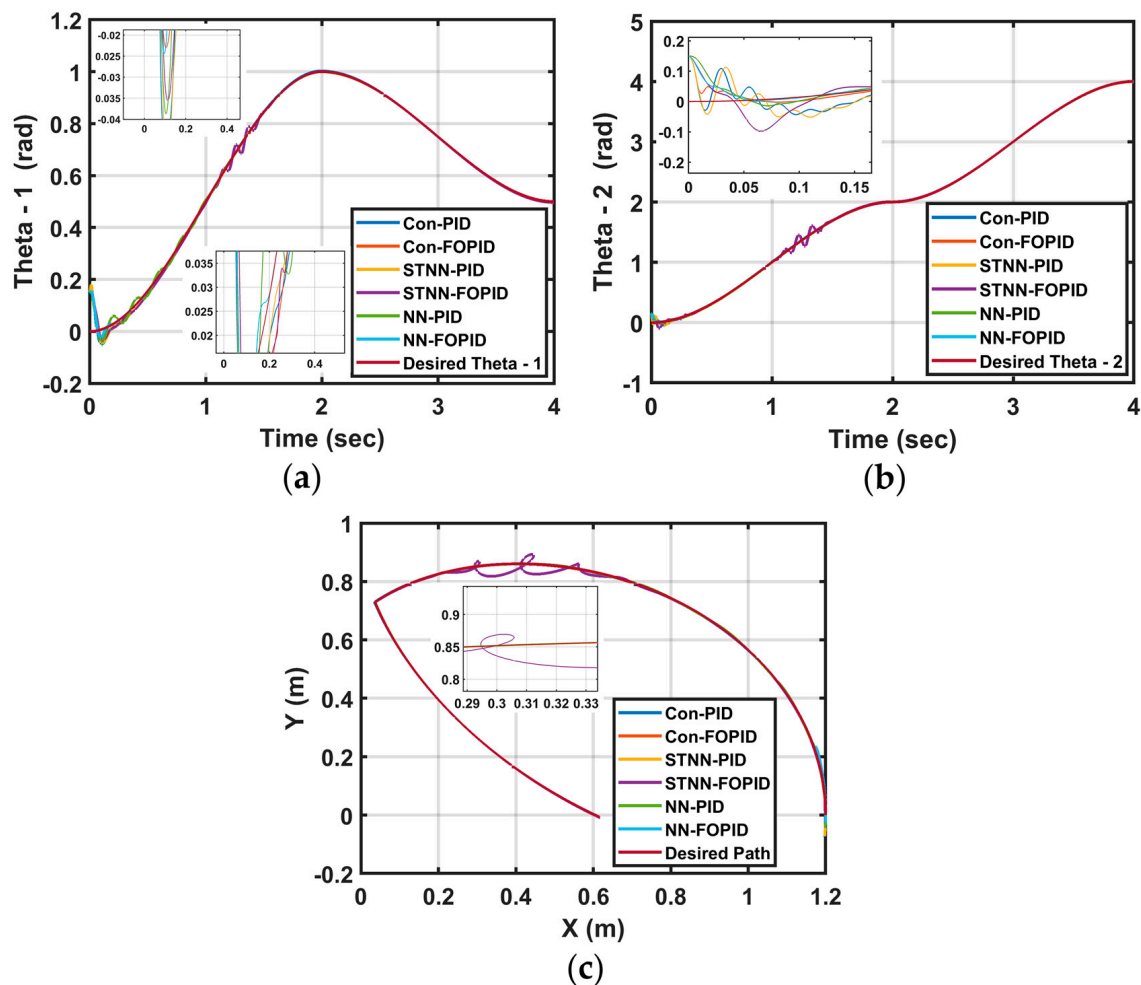 1.2
1
0.8
0.6
0.4
0.2
0
-0.2
Theta - 1 (rad)
0 1 2 3 4
Time (sec)
-0.02
0.025
-0.03
0.035
-0.04
0 0.2 0.4
0.035
0.03
0.025
0.02
0 0.2 0.4
Con-PID
Con-FOPID
STNN-PID
STNN-FOPID
NN-PID
NN-FOPID
Desired Theta - 1
(a)
5
4
3
2
1
0
-1
Theta - 2 (rad)
0 1 2 3 4
Time (sec)
0.2
0.1
0
-0.1
-0.2
0 0.05 0.1 0.15
Con-PID
Con-FOPID
STNN-PID
STNN-FOPID
NN-PID
NN-FOPID
Desired Theta - 2
(b)
1
0.8
0.6
0.4
0.2
0
-0.2
Y (m)
0 0.2 0.4 0.6 0.8 1 1.2
X (m)
0.9
0.85
0.8
0.29 0.3 0.31 0.32 0.33
Con-PID
Con-FOPID
STNN-PID
STNN-FOPID
NN-PID
NN-FOPID
Desired Path
(c)